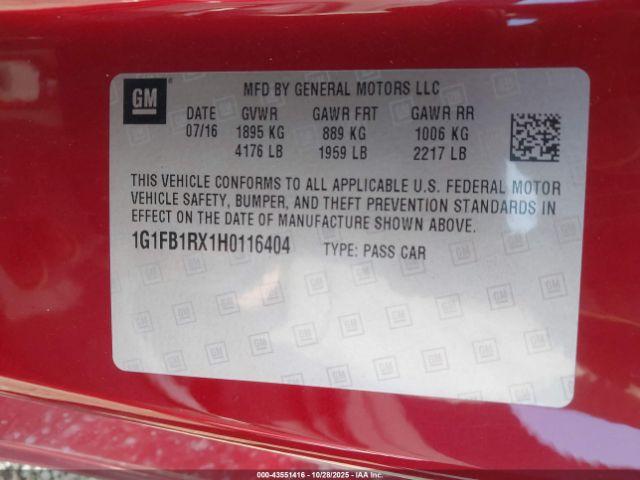 GM
MFD BY GENERAL MOTORS LLC
DATE GVWR GAWR FRT GAWR RR
07/16 1895 KG 889 KG 1006 KG
4176 LB 1959 LB 2217 LB
THIS VEHICLE CONFORMS TO ALL APPLICABLE U.S. FEDERAL MOTOR
VEHICLE SAFETY, BUMPER, AND THEFT PREVENTION STANDARDS IN
EFFECT ON THE DATE OF MANUFACTURE SHOWN ABOVE.
1G1FB1RX1H0116404 TYPE: PASS CAR
000-43551416 | 10/28/2025 | IAAI.COM